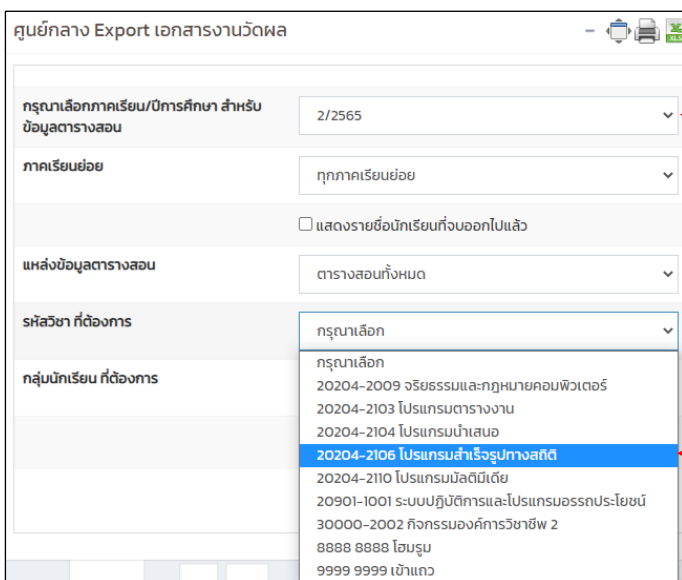 ศูนย์กลาง Export เอกสารงานวัดผล
กรุณาเลือกภาคเรียน/ปีการศึกษา สำหรับ
ข้อมูลตารางสอน
2/2565
ภาคเรียนย่อย
ทุกภาคเรียนย่อย
แสดงรายชื่อนักเรียนที่จบออกไปแล้ว
แหล่งข้อมูลตารางสอน
ตารางสอนทั้งหมด
รหัสวิชา ที่ต้องการ
กรุณาเลือก
กลุ่มนักเรียน ที่ต้องการ
กรุณาเลือก
20204-2009 จริยธรรมและกฎหมายคอมพิวเตอร์
20204-2103 โปรแกรมตารางงาน
20204-2104 โปรแกรมนำเสนอ
20204-2106 โปรแกรมสำเร็จรูปทางสถิติ
20204-2110 โปรแกรมมัลติมีเดีย
20901-1001 ระบบปฏิบัติการและโปรแกรมอรรถประโยชน์
30000-2002 กิจกรรมองค์การวิชาชีพ 2
8888 8888 โฮมรูม
9999 9999 เข้าแถว